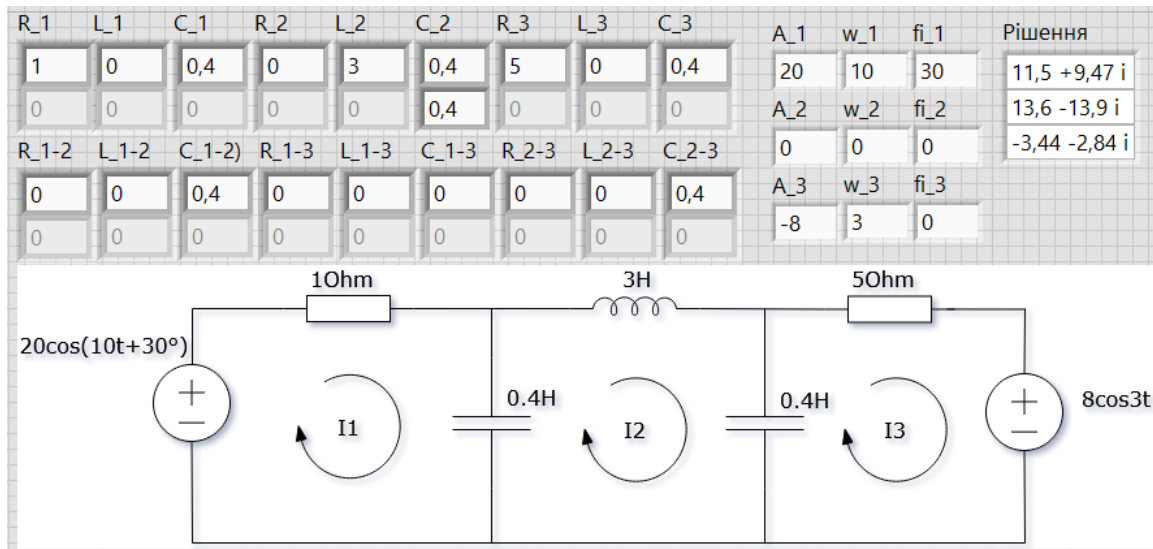 R_1 L_1 C_1 R_2 L_2 C_2 R_3 L_3 C_3
1 0 0,4 0 3 0,4 5 0 0,4
0 0 0 0 0 0,4 0 0 0
R_1-2 L_1-2 C_1-2) R_1-3 L_1-3 C_1-3 R_2-3 L_2-3 C_2-3
0 0 0,4 0 0 0 0 0 0,4
0 0 0 0 0 0 0 0 0
A_1 w_1 fi_1
20 10 30
A_2 w_2 fi_2
0 0 0
A_3 w_3 fi_3
-8 3 0
Рішення
11,5 +9,47 i
13,6 -13,9 i
-3,44 -2,84 i
1Ohm 3H 5Ohm
20cos(10t+30°)
0.4H 0.4H 8cos3t
I1 I2 I3